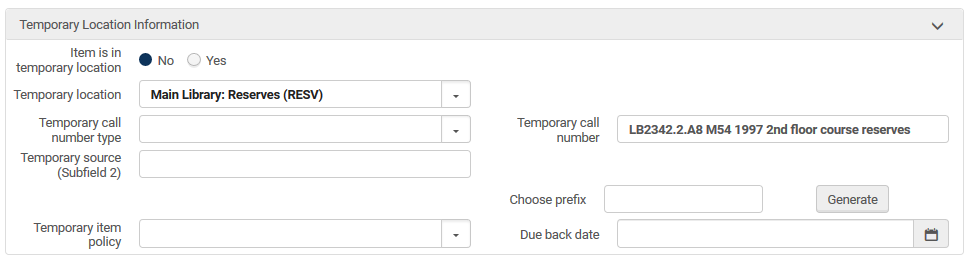 Temporary Location Information
Item is in
temporary location
No
Yes
Temporary location
Main Library: Reserves (RESV)
Temporary call
number type
Temporary call
number
LB2342.2.A8 M54 1997 2nd floor course reserves
Temporary source
(Subfield 2)
Choose prefix
Generate
Temporary item
policy
Due back date